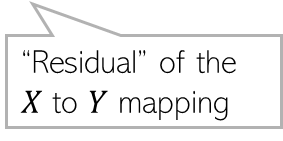 “Residual” of the
X to Y mapping